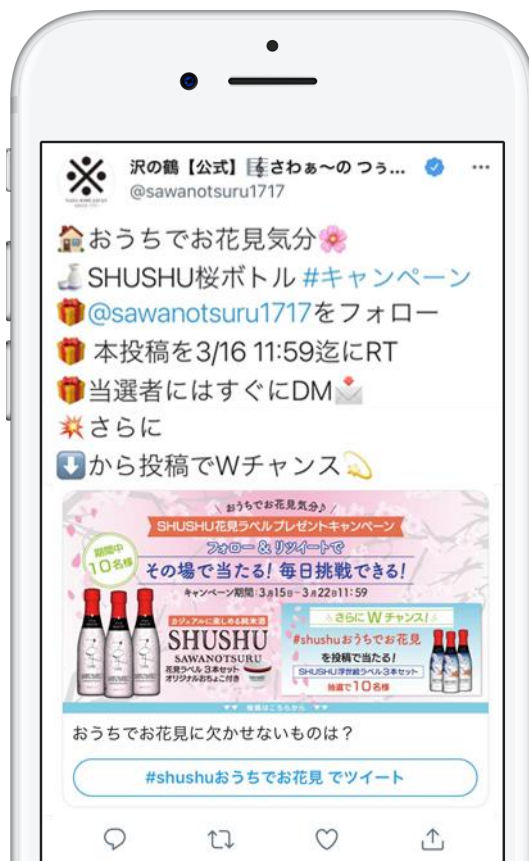 沢の鶴【公式】🎼さわぁ〜の つぅ...
@sawanotsuru1717
🏠おうちでお花見気分🌸
🍶SHUSHU桜ボトル #キャンペーン
🎁@sawanotsuru1717をフォロー
🎁 本投稿を3/16 11:59迄にRT
🎁当選者にはすぐにDM📩
💥さらに
⬇️から投稿でWチャンス💫
おうちでお花見気分♪
SHUSHU花見ラベルプレゼントキャンペーン
期間中
10名様
フォロー & リツイートで
その場で当たる! 毎日挑戦できる!
キャンペーン期間:3月15日-3月22日11:59
カジュアルに楽しめる純米酒
SHUSHU
SAWANOTSURU
花見ラベル 3本セット
オリジナルおちょこ付き
さらに W チャンス!
#shushuおうちでお花見
を投稿で当たる!
SHUSHU浮世絵ラベル 3本セット
抽選で10名様
おうちでお花見に欠かせないものは？
#shushuおうちでお花見 でツイート